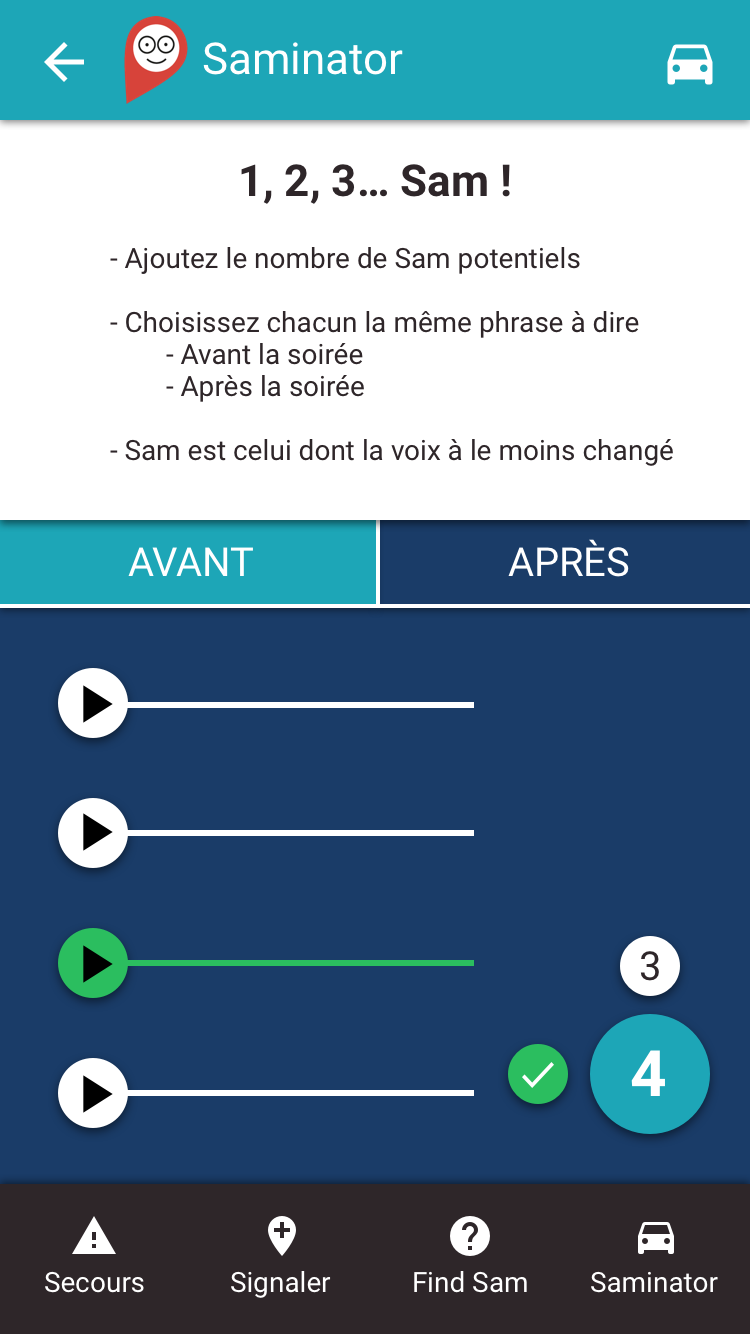 Saminator
1, 2, 3... Sam !
- Ajoutez le nombre de Sam potentiels
- Choisissez chacun la même phrase à dire
- Avant la soirée
- Après la soirée
- Sam est celui dont la voix à le moins changé
AVANT
APRÈS
3
4
Secours
Signaler
Find Sam
Saminator